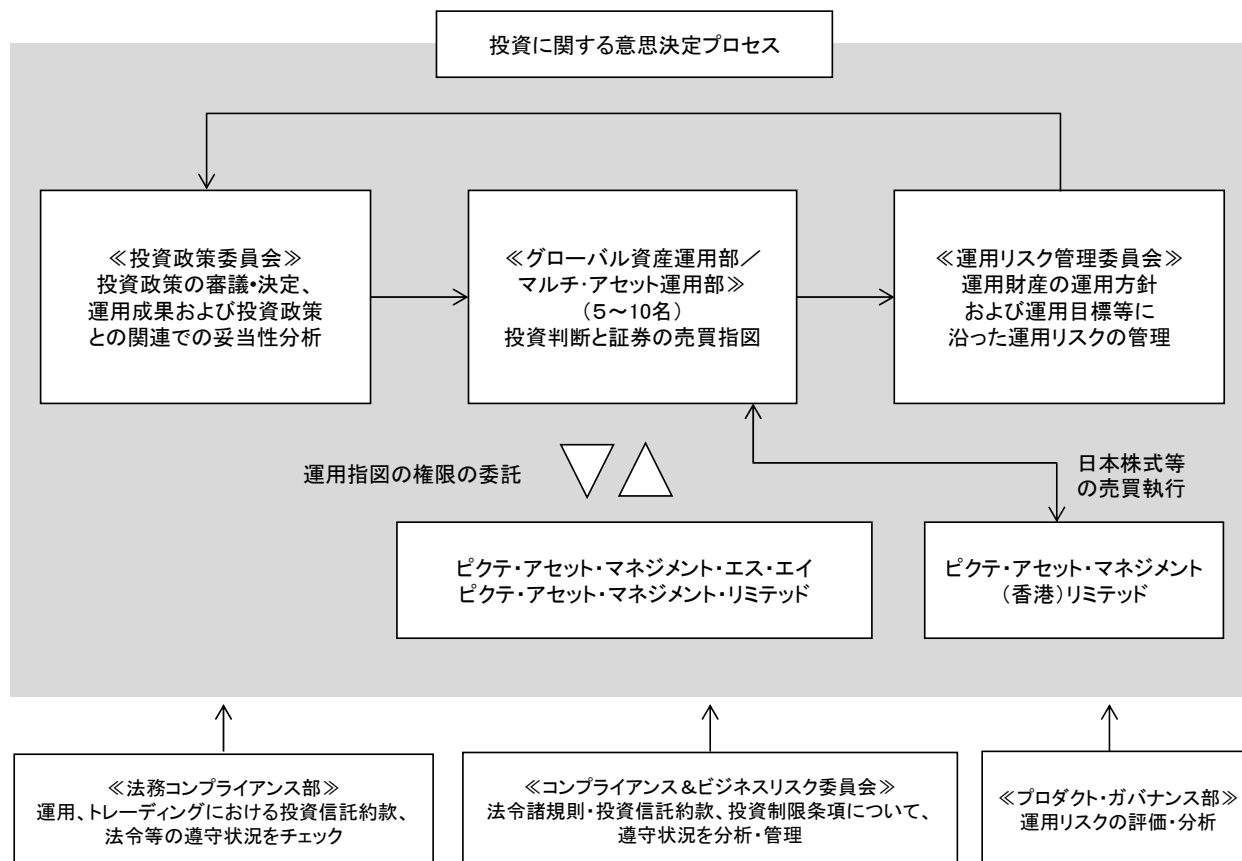 投資に関する意思決定プロセス
≪投資政策委員会≫
投資政策の審議・決定、
運用成果および投資政策
との関連での妥当性分析
≪グローバル資産運用部／
マルチ・アセット運用部≫
（5～10名）
投資判断と証券の売買指図
≪運用リスク管理委員会≫
運用財産の運用方針
および運用目標等に
沿った運用リスクの管理
運用指図の権限の委託
日本株式等
の売買執行
ピクテ・アセット・マネジメント・エス・エイ
ピクテ・アセット・マネジメント・リミテッド
ピクテ・アセット・マネジメント
（香港）リミテッド
≪法務コンプライアンス部≫
運用、トレーディングにおける投資信託約款、
法令等の遵守状況をチェック
≪コンプライアンス＆ビジネスリスク委員会≫
法令諸規則・投資信託約款、投資制限条項について、
遵守状況を分析・管理
≪プロダクト・ガバナンス部≫
運用リスクの評価・分析